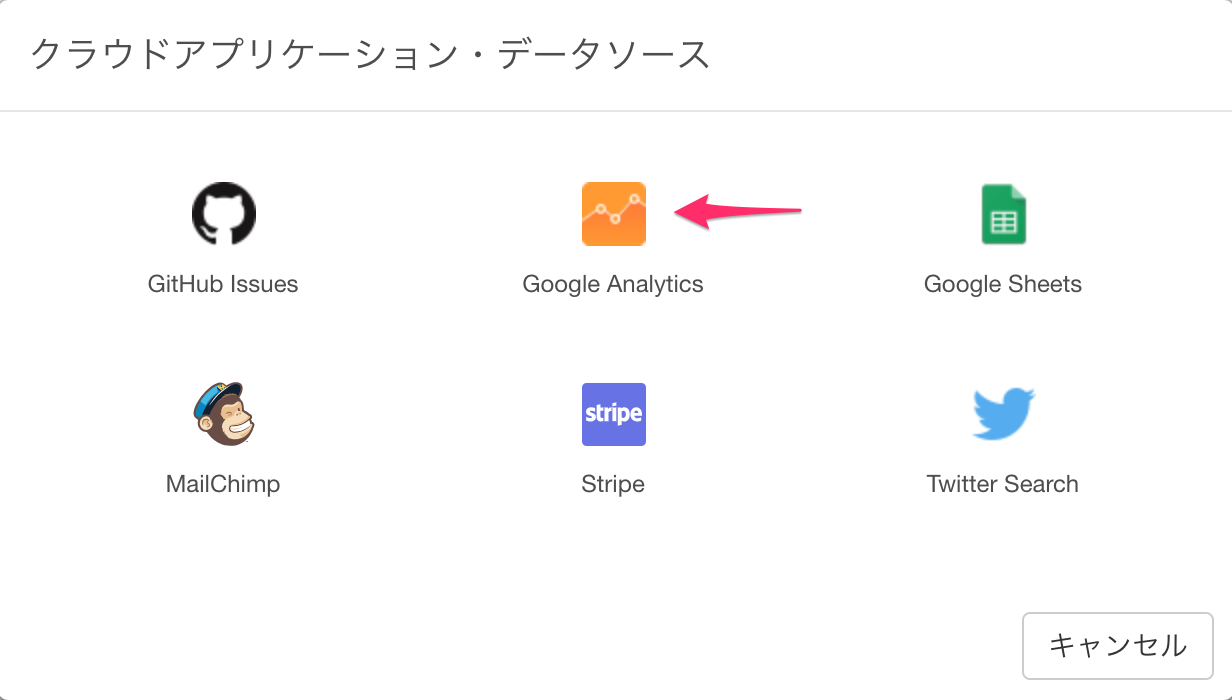 クラウドアプリケーション・データソース
GitHub Issues
Google Analytics
Google Sheets
stripe
MailChimp
Stripe
Twitter Search
キャンセル